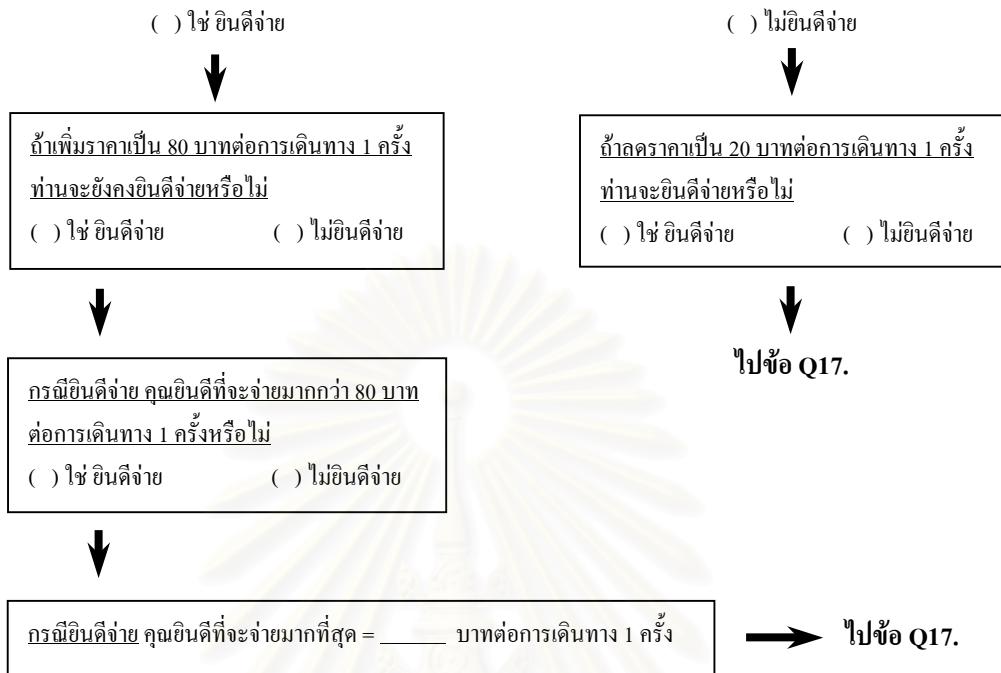 ( ) ใช่ ยินดีจ่าย
( ) ไม่ยินดีจ่าย
ถ้าเพิ่มราคาเป็น 80 บาทต่อการเดินทาง 1 ครั้ง
ท่านจะยังคงยินดีจ่ายหรือไม่
( ) ใช่ ยินดีจ่าย ( ) ไม่ยินดีจ่าย
ถ้าลดราคาเป็น 20 บาทต่อการเดินทาง 1 ครั้ง
ท่านจะยินดีจ่ายหรือไม่
( ) ใช่ ยินดีจ่าย ( ) ไม่ยินดีจ่าย
ไปข้อ Q17.
กรณียินดีจ่าย คุณยินดีที่จะจ่ายมากกว่า 80 บาท
ต่อการเดินทาง 1 ครั้งหรือไม่
( ) ใช่ ยินดีจ่าย ( ) ไม่ยินดีจ่าย
กรณียินดีจ่าย คุณยินดีที่จะจ่ายมากที่สุด = ______ บาทต่อการเดินทาง 1 ครั้ง
ไปข้อ Q17.